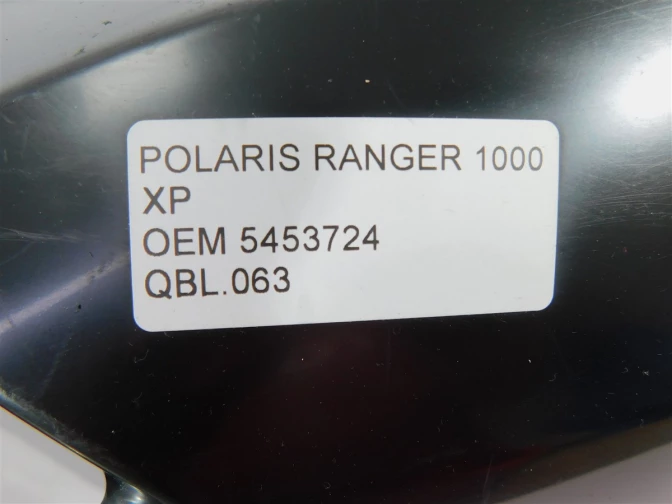 POLARIS RANGER 1000
XP
OEM 5453724
QBL.063